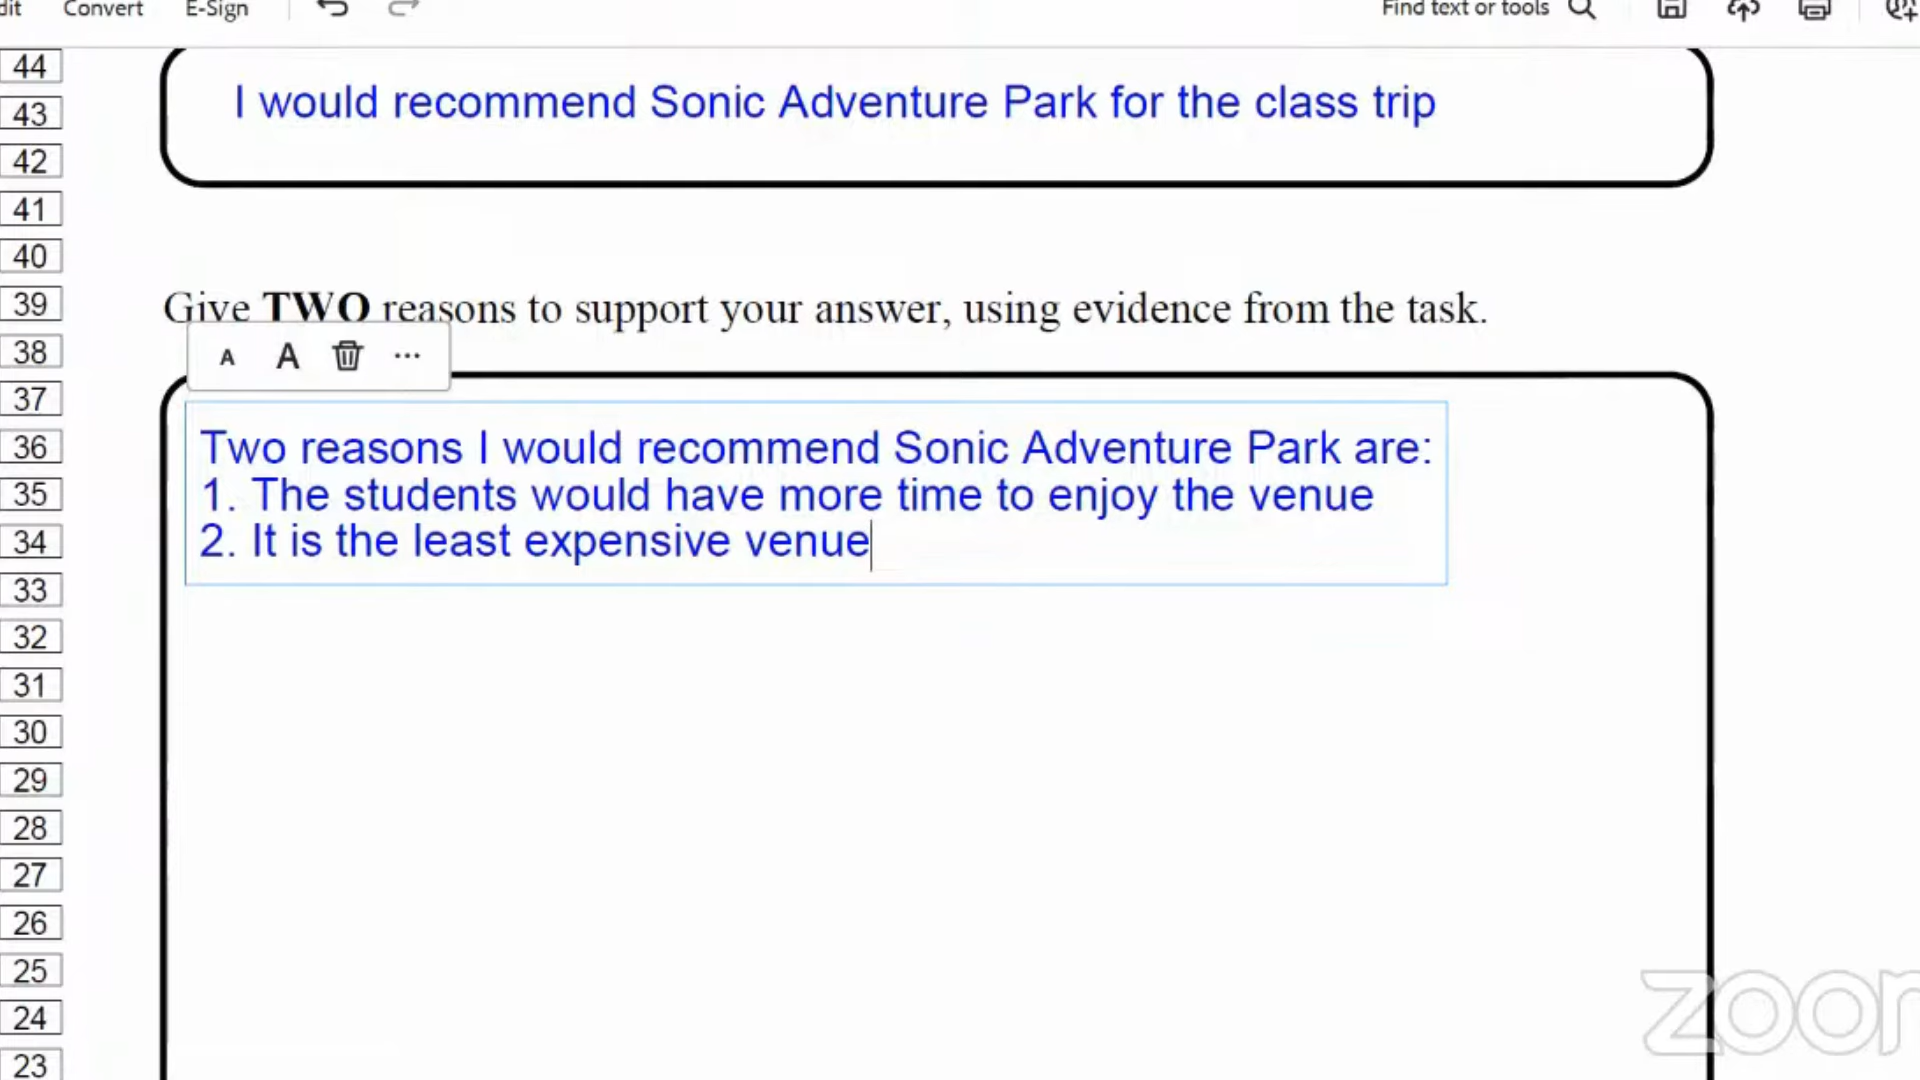 Convert E-Sign Find text or tools
44
43 I would recommend Sonic Adventure Park for the class trip
42
41
40
39 Give TWO reasons to support your answer, using evidence from the task.
38 A A ...
37
36 Two reasons I would recommend Sonic Adventure Park are:
35 1. The students would have more time to enjoy the venue
34 2. It is the least expensive venue
33
32
31
30
29
28
27
26
25
24
23